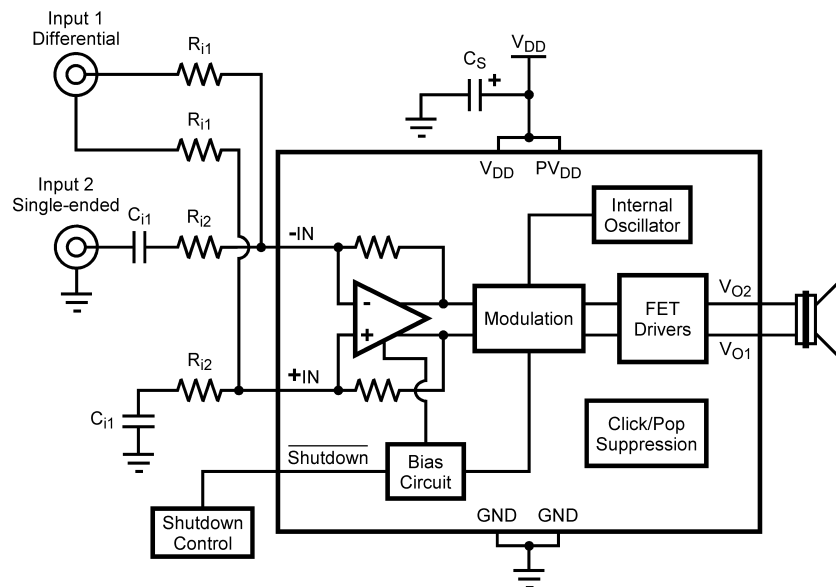 Input 1
Differential
Ri1
CS
+
VDD
Ri1
VDD PVDD
Input 2
Single-ended
Ci1
Ri2
-IN
Internal
Oscillator
-
+
Modulation
FET
Drivers
VO2
VO1
Ri2
+IN
Ci1
Click/Pop
Suppression
Shutdown
Bias
Circuit
Shutdown
Control
GND GND